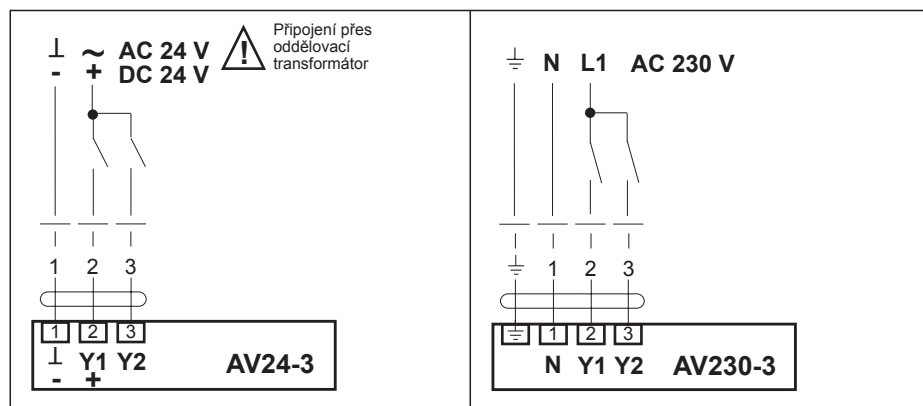 ⊥ ~ AC 24 V
- + DC 24 V
!
Připojení přes
oddělovací
transformátor
1 2 3
1 2 3
⊥ Y1 Y2
- +
AV24-3
⏚ N L1 AC 230 V
⏚ 1 2 3
⏚ 1 2 3
N Y1 Y2
AV230-3